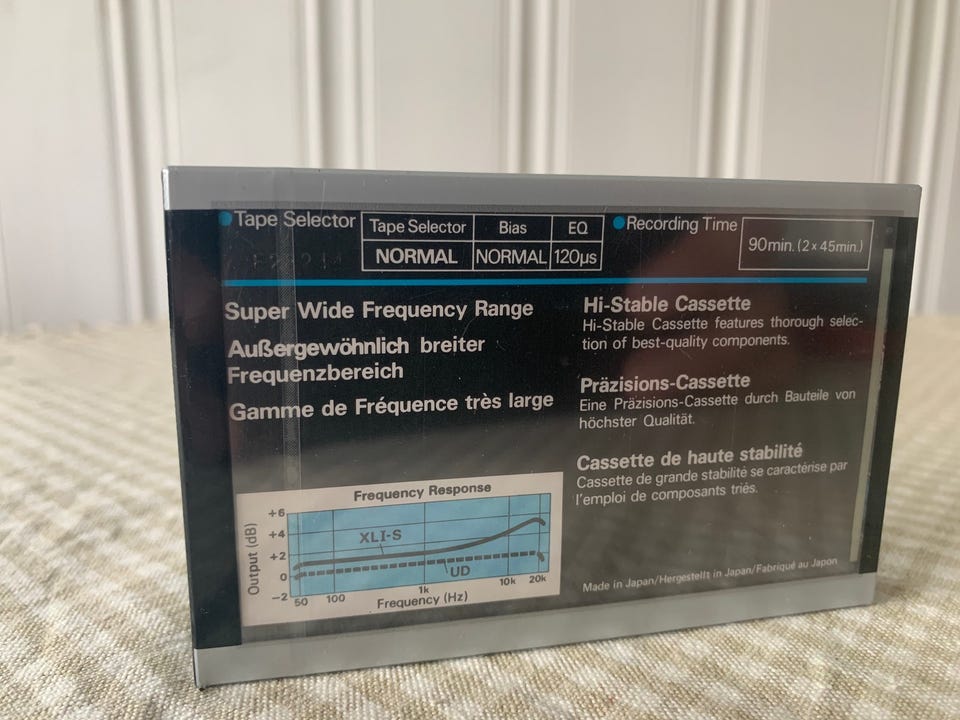 Tape Selector
Tape Selector Bias EQ
NORMAL NORMAL 120µs
Recording Time
90min. (2 x 45min.)
Super Wide Frequency Range
Außergewöhnlich breiter
Frequenzbereich
Gamme de Fréquence très large
Hi-Stable Cassette
Hi-Stable Cassette features thorough selec-
tion of best-quality components.
Präzisions-Cassette
Eine Präzisions-Cassette durch Bauteile von
höchster Qualität.
Cassette de haute stabilité
Cassette de grande stabilité se caractérise par
l'emploi de composants triés.
Frequency Response
Output (dB)
+6
+4
+2
0
−2
XLI-S
UD
50 100 1k 10k 20k
Frequency (Hz)
Made in Japan/Hergestellt in Japan/Fabriqué au Japon